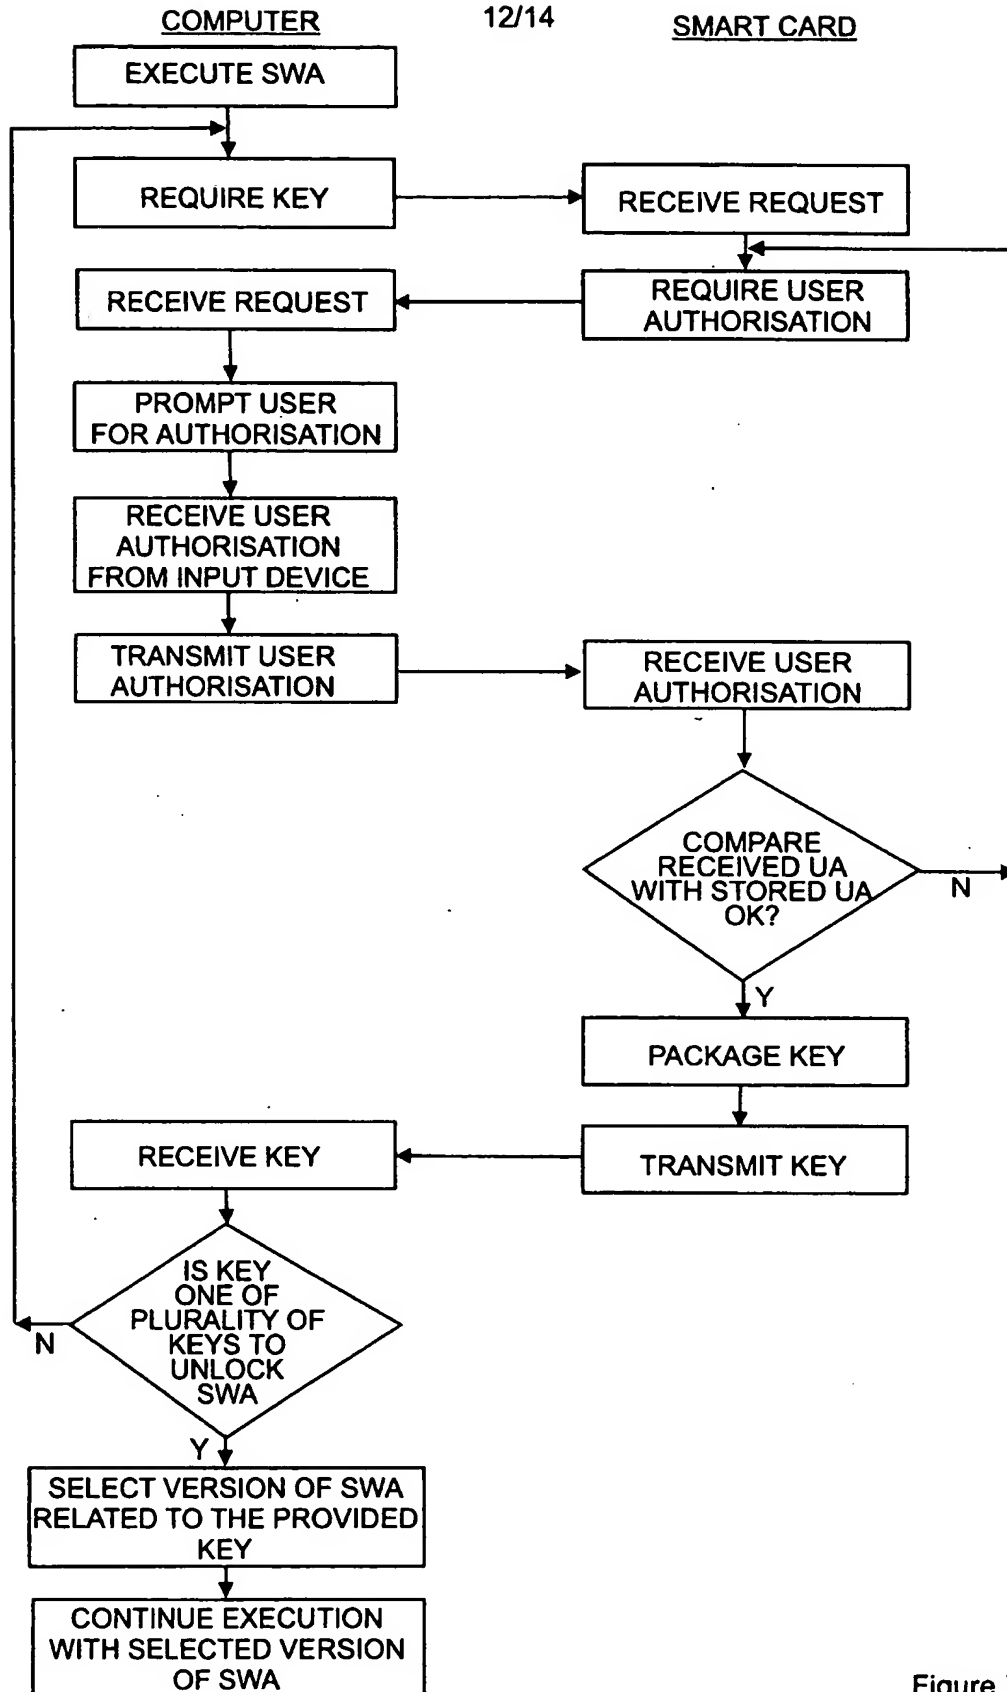 COMPUTER
12/14
SMART CARD
EXECUTE SWA
REQUIRE KEY
RECEIVE REQUEST
RECEIVE REQUEST
REQUIRE USER
AUTHORISATION
PROMPT USER
FOR AUTHORISATION
RECEIVE USER
AUTHORISATION
FROM INPUT DEVICE
TRANSMIT USER
AUTHORISATION
RECEIVE USER
AUTHORISATION
COMPARE
RECEIVED UA
WITH STORED UA
OK?
N
Y
PACKAGE KEY
RECEIVE KEY
TRANSMIT KEY
IS KEY
ONE OF
PLURALITY OF
KEYS TO
UNLOCK
SWA
N
Y
SELECT VERSION OF SWA
RELATED TO THE PROVIDED
KEY
CONTINUE EXECUTION
WITH SELECTED VERSION
OF SWA
Figure